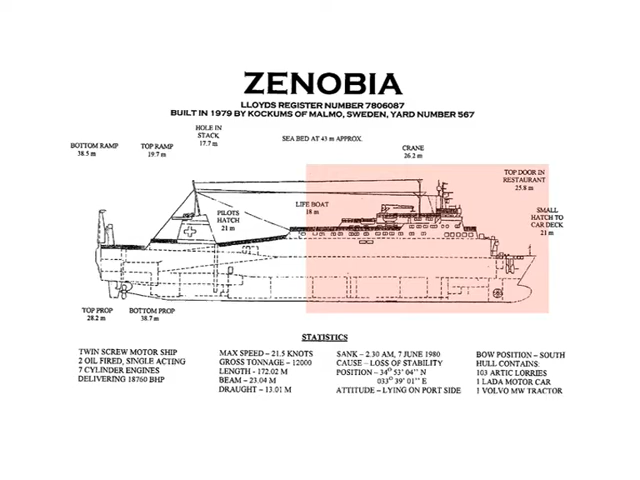 ZENOBIA
LLOYDS REGISTER NUMBER 7806087
BUILT IN 1979 BY KOCKUMS OF MALMO, SWEDEN, YARD NUMBER 567
BOTTOM RAMP
38.5 m
TOP RAMP
19.7 m
HOLE IN
STACK
17.7 m
SEA BED AT 43 m APPROX.
CRANE
26.2 m
TOP DOOR IN
RESTAURANT
25.8 m
PILOTS
HATCH
21 m
LIFE BOAT
18 m
SMALL
HATCH TO
CAR DECK
21 m
TOP PROP
28.2 m
BOTTOM PROP
38.7 m
STATISTICS
TWIN SCREW MOTOR SHIP
2 OIL FIRED, SINGLE ACTING
7 CYLINDER ENGINES
DELIVERING 18760 BHP
MAX SPEED – 21.5 KNOTS
GROSS TONNAGE – 12000
LENGTH - 172.02 M
BEAM – 23.04 M
DRAUGHT – 13.01 M
SANK – 2.30 AM, 7 JUNE 1980
CAUSE – LOSS OF STABILITY
POSITION – 34° 53' 04'' N
033° 39' 01'' E
ATTITUDE – LYING ON PORT SIDE
BOW POSITION – SOUTH
HULL CONTAINS:
103 ARTIC LORRIES
1 LADA MOTOR CAR
1 VOLVO MW TRACTOR